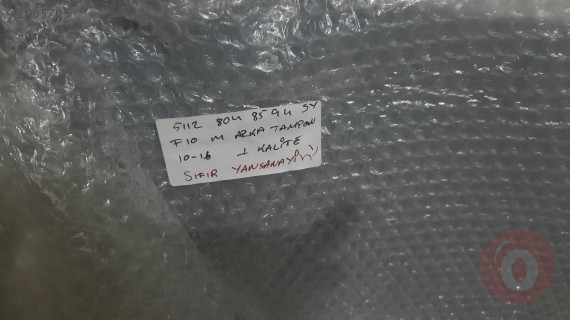 5112 804 85 94 SY
F10 M ARKA TAMPON
10-16 1 KALİTE
SIFIR YANSANAYİ